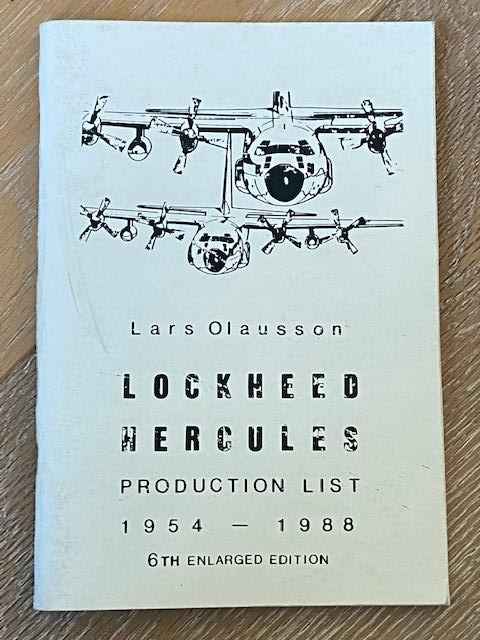 Lars Olausson
LOCKHEED
HERCULES
PRODUCTION LIST
1954 – 1988
6TH ENLARGED EDITION